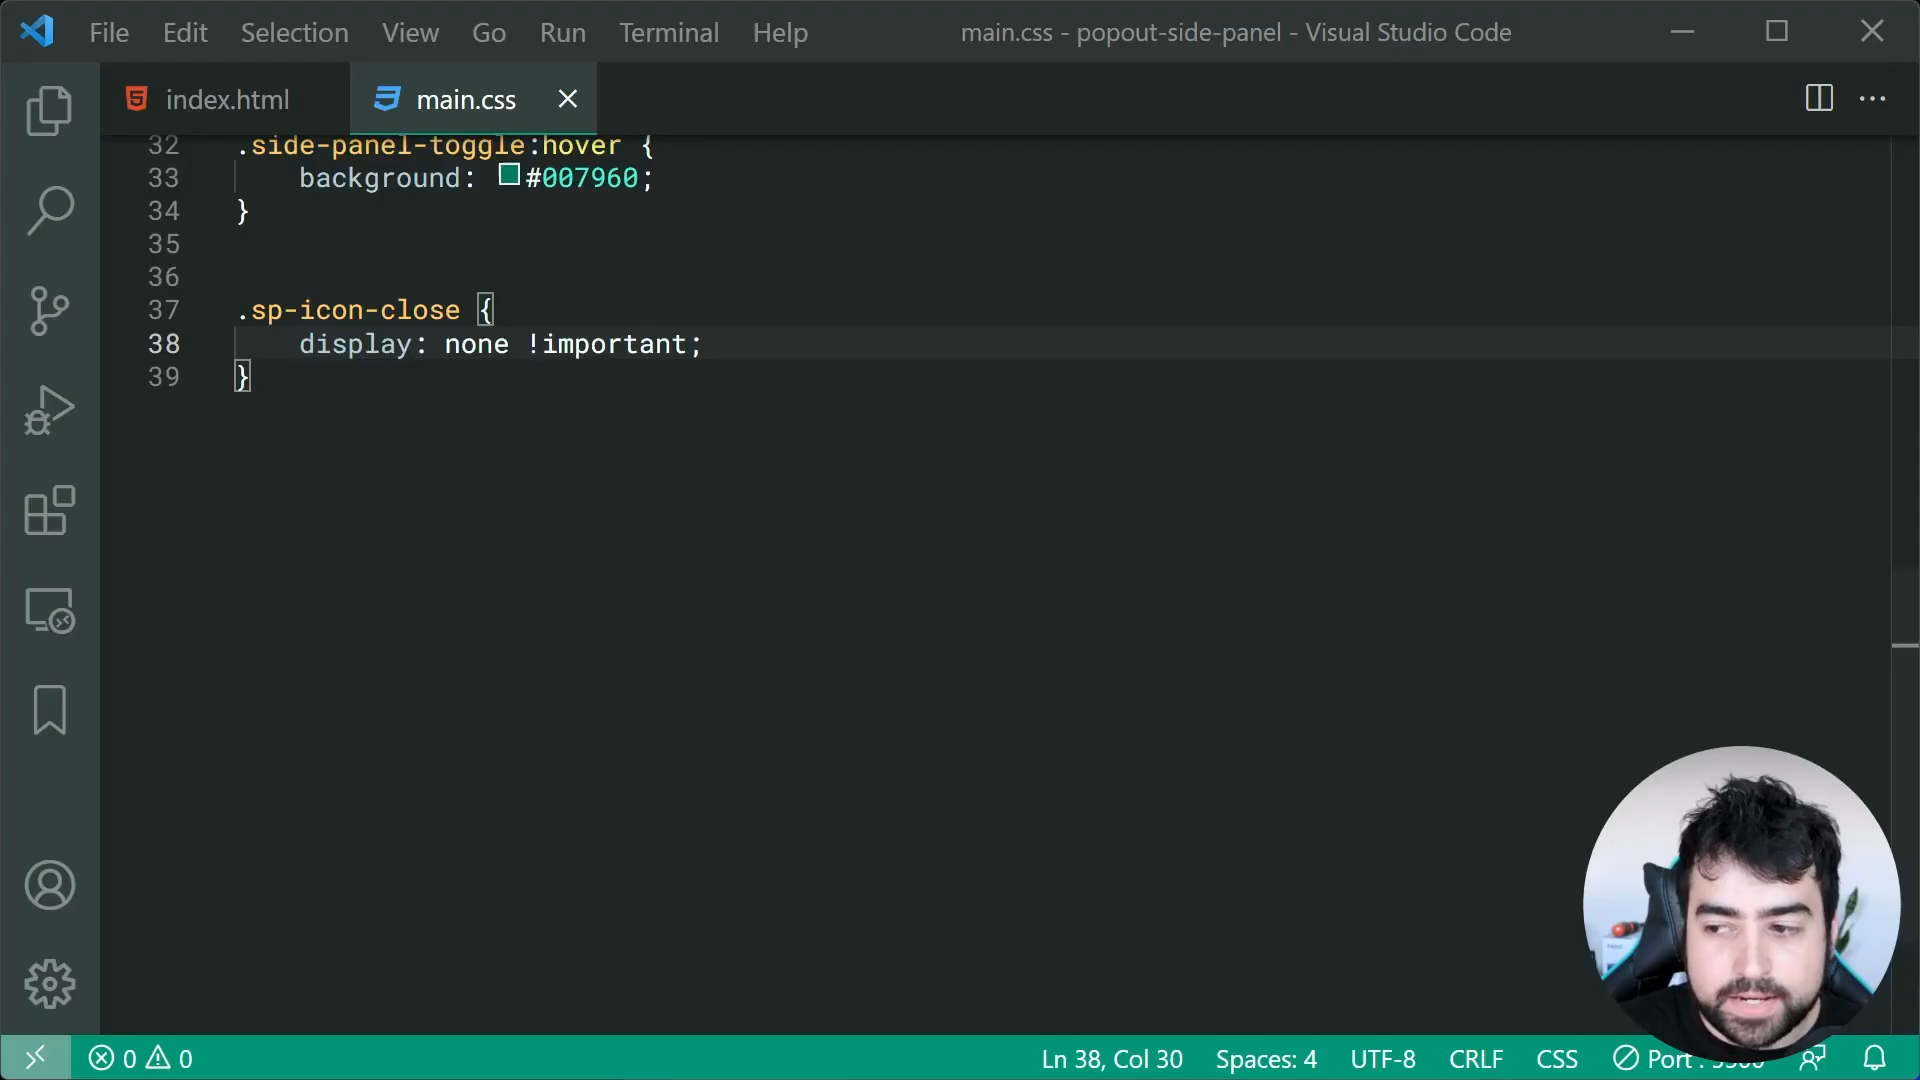 File Edit Selection View Go Run Terminal Help main.css - popout-side-panel - Visual Studio Code
index.html main.css
32 .side-panel-toggle:hover {
33 background: #007960;
34 }
35
36
37 .sp-icon-close {
38 display: none !important;
39 }
0 0 Ln 38, Col 30 Spaces: 4 UTF-8 CRLF CSS Port :